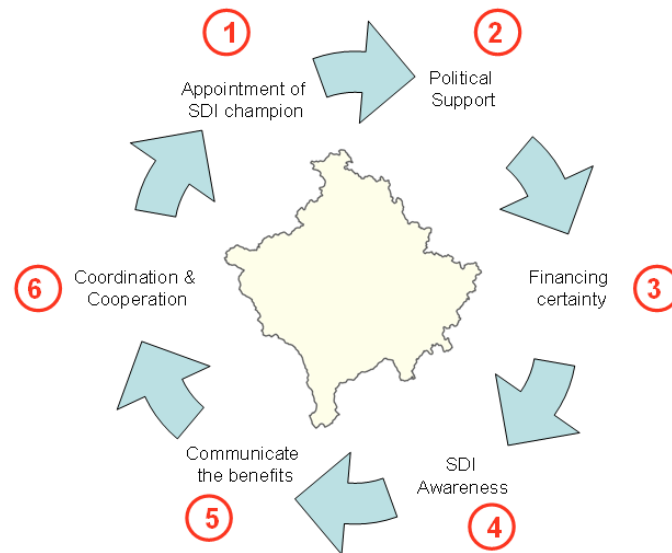 1
Appointment of
SDI champion
2
Political
Support
3
Financing
certainty
4
SDI
Awareness
5
Communicate
the benefits
6
Coordination &
Cooperation